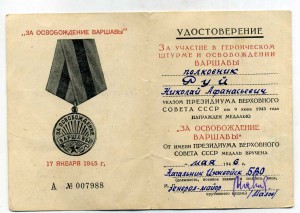 "ЗА ОСВОБОЖДЕНИЕ ВАРШАВЫ"
17 ЯНВАРЯ 1945 г.
А № 007988
УДОСТОВЕРЕНИЕ
ЗА УЧАСТИЕ В ГЕРОИЧЕСКОМ
ШТУРМЕ И ОСВОБОЖДЕНИИ
ВАРШАВЫ
полковник
Фуй
Николай Афанасьевич
УКАЗОМ ПРЕЗИДИУМА ВЕРХОВНОГО
СОВЕТА СССР от 9 июня 1945 года
НАГРАЖДЕН МЕДАЛЬЮ
"ЗА ОСВОБОЖДЕНИЕ
ВАРШАВЫ"
ОТ ИМЕНИ ПРЕЗИДИУМА ВЕРХОВНОГО
СОВЕТА СССР МЕДАЛЬ ВРУЧЕНА
мая
Начальник
Генерал-майор